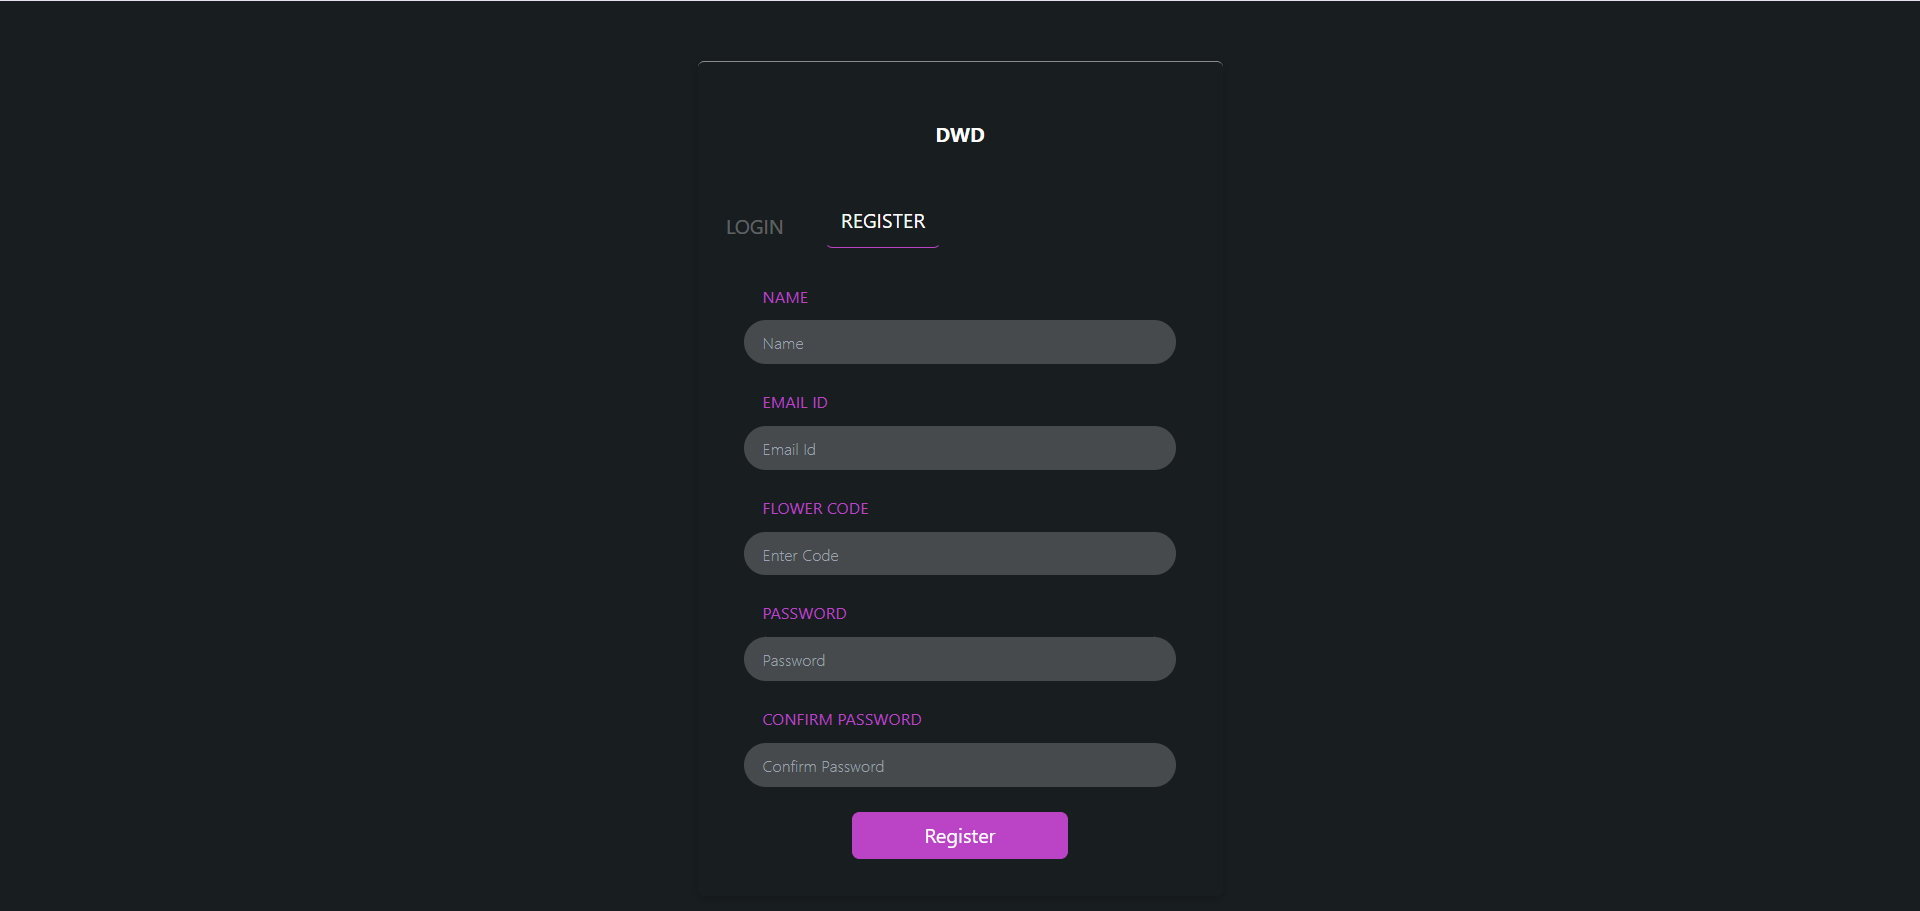 DWD
LOGIN
REGISTER
NAME
Name
EMAIL ID
Email Id
FLOWER CODE
Enter Code
PASSWORD
Password
CONFIRM PASSWORD
Confirm Password
Register